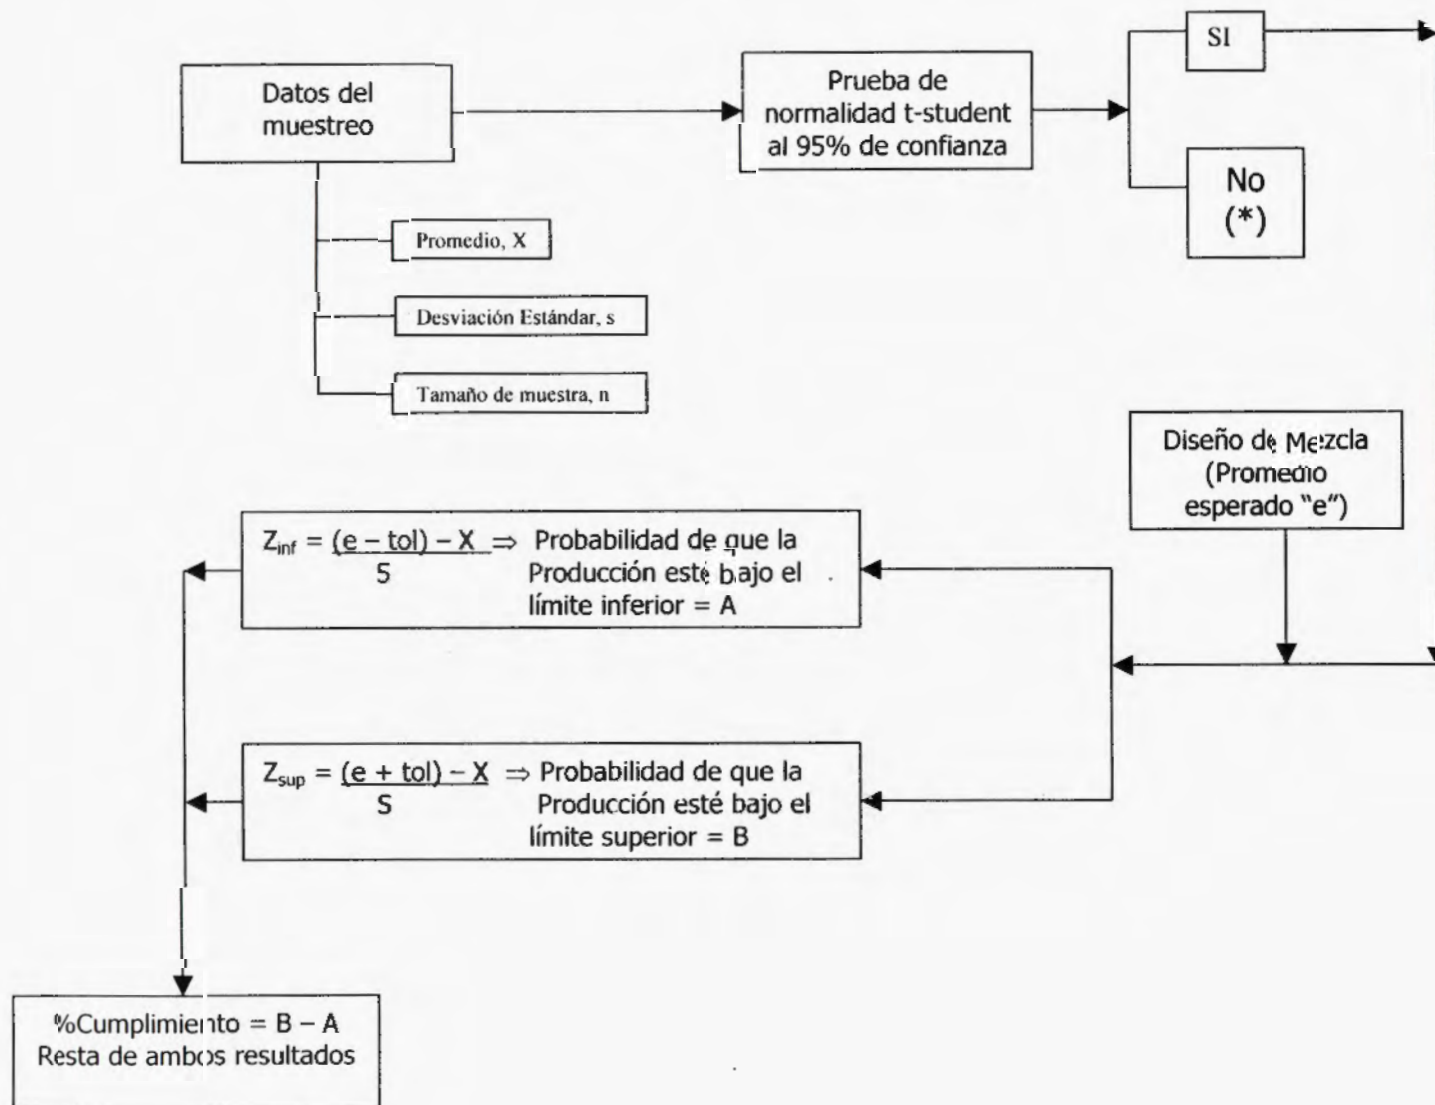 SI
Datos del
muestreo
Prueba de
normalidad t-student
al 95% de confianza
No
(*)
Promedio, X
Desviación Estándar, s
Tamaño de muestra, n
Diseño de Mezcla
(Promedio
esperado “e”)
Zinf = (e – tol) – X ⇒ Probabilidad de que la
S Producción esté bajo el
límite inferior = A
Zsup = (e + tol) – X ⇒ Probabilidad de que la
S Producción esté bajo el
límite superior = B
%Cumplimiento = B – A
Resta de ambos resultados